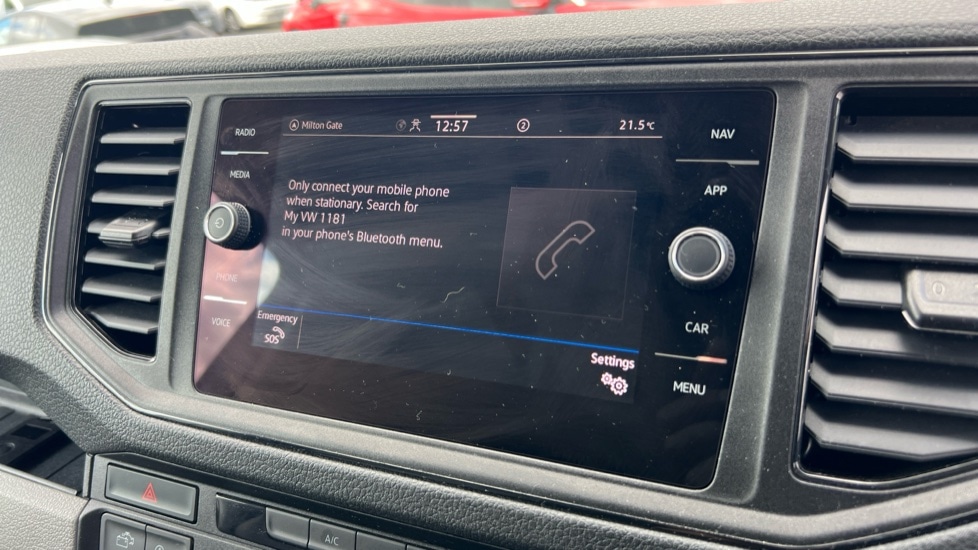 RADIO
MEDIA
PHONE
VOICE
Milton Gate
12:57
2
21.5°C
Only connect your mobile phone
when stationary. Search for
My VW 1181
in your phone's Bluetooth menu.
Emergency
SOS
Settings
NAV
APP
CAR
MENU
A/C